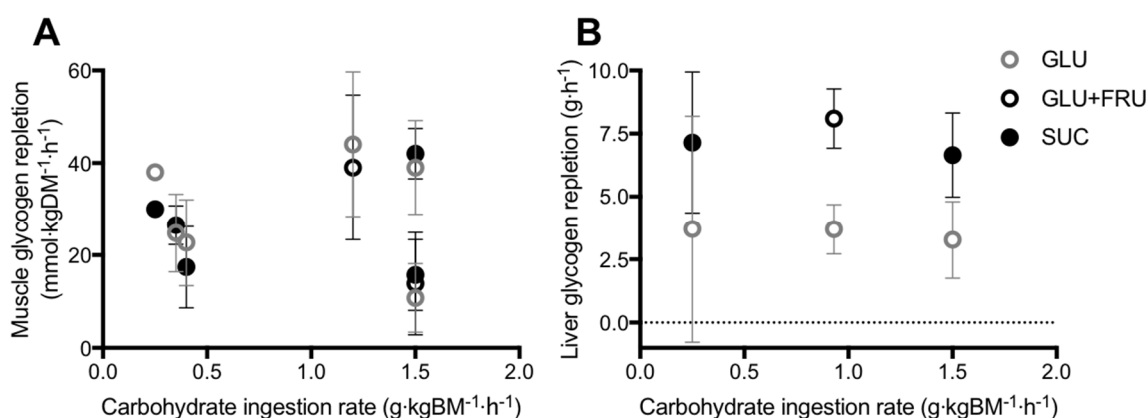 A
Muscle glycogen repletion
(mmol·kgDM⁻¹·h⁻¹)
60
40
20
0
0.0 0.5 1.0 1.5 2.0
Carbohydrate ingestion rate (g·kgBM⁻¹·h⁻¹)
B
Liver glycogen repletion (g·h⁻¹)
10.0
7.5
5.0
2.5
0.0
0.0 0.5 1.0 1.5 2.0
Carbohydrate ingestion rate (g·kgBM⁻¹·h⁻¹)
GLU
GLU+FRU
SUC